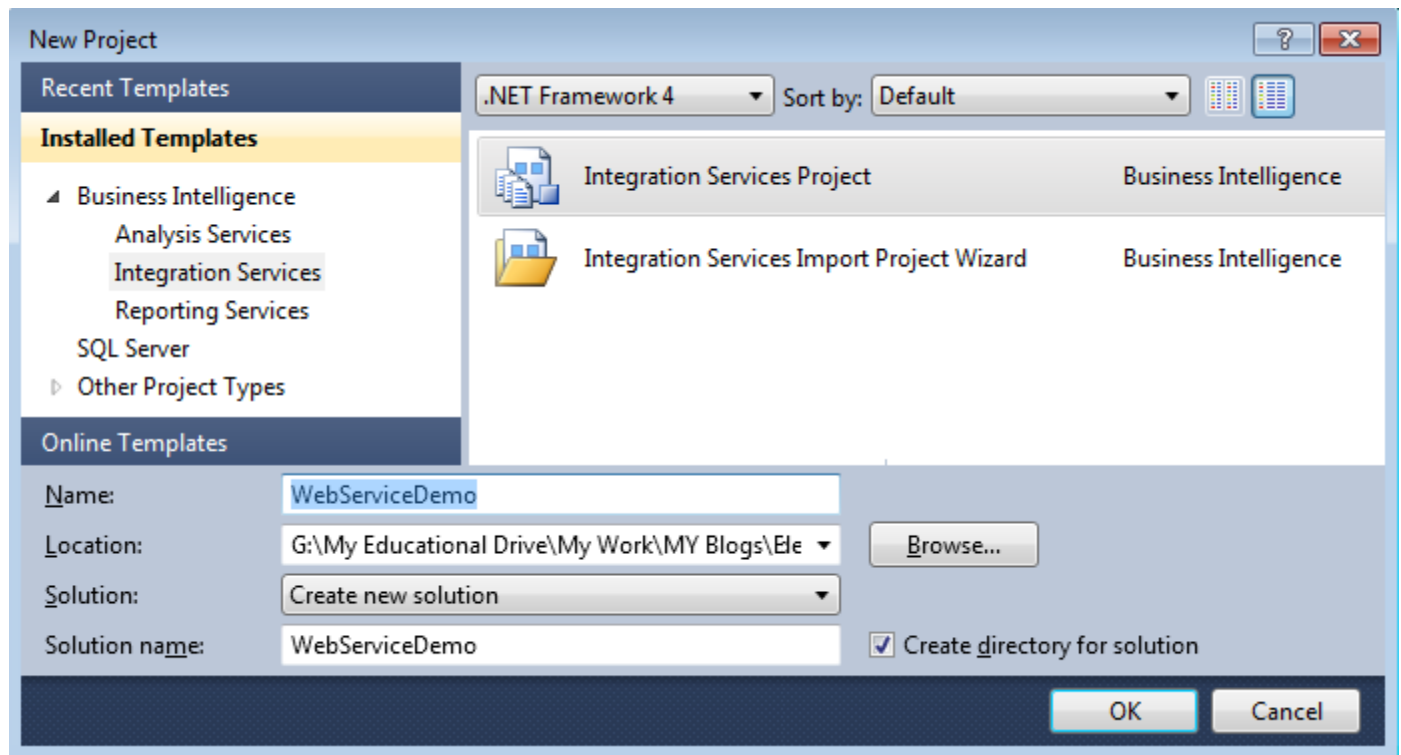 New Project
Recent Templates
.NET Framework 4 Sort by: Default
Installed Templates
Business Intelligence
Analysis Services
Integration Services
Reporting Services
SQL Server
Other Project Types
Online Templates
Integration Services Project Business Intelligence
Integration Services Import Project Wizard Business Intelligence
Name: WebServiceDemo
Location: G:\My Educational Drive\My Work\MY Blogs\Ele Browse...
Solution: Create new solution
Solution name: WebServiceDemo Create directory for solution
OK Cancel